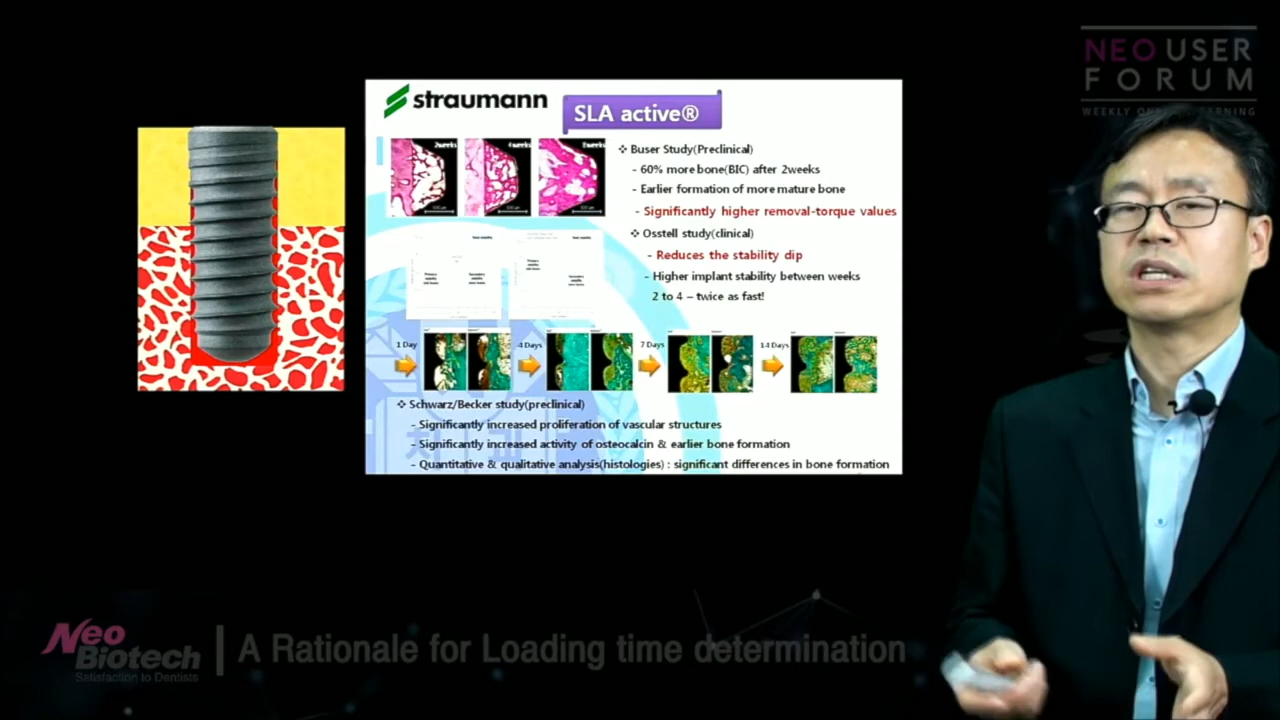 NEO USER
FORUM
straumann
SLA active®
2weeks
4weeks
8weeks
❖ Buser Study(Preclinical)
- 60% more bone(BIC) after 2weeks
- Earlier formation of more mature bone
- Significantly higher removal-torque values
❖ Osstell study(clinical)
- Reduces the stability dip
- Higher implant stability between weeks
2 to 4 – twice as fast!
1 Day
4 Days
7 Days
14 Days
❖ Schwarz/Becker study(preclinical)
- Significantly increased proliferation of vascular structures
- Significantly increased activity of osteocalcin & earlier bone formation
- Quantitative & qualitative analysis(histologies) : significant differences in bone formation
Neo
Biotech
Satisfaction to Dentists
A Rationale for Loading time determination